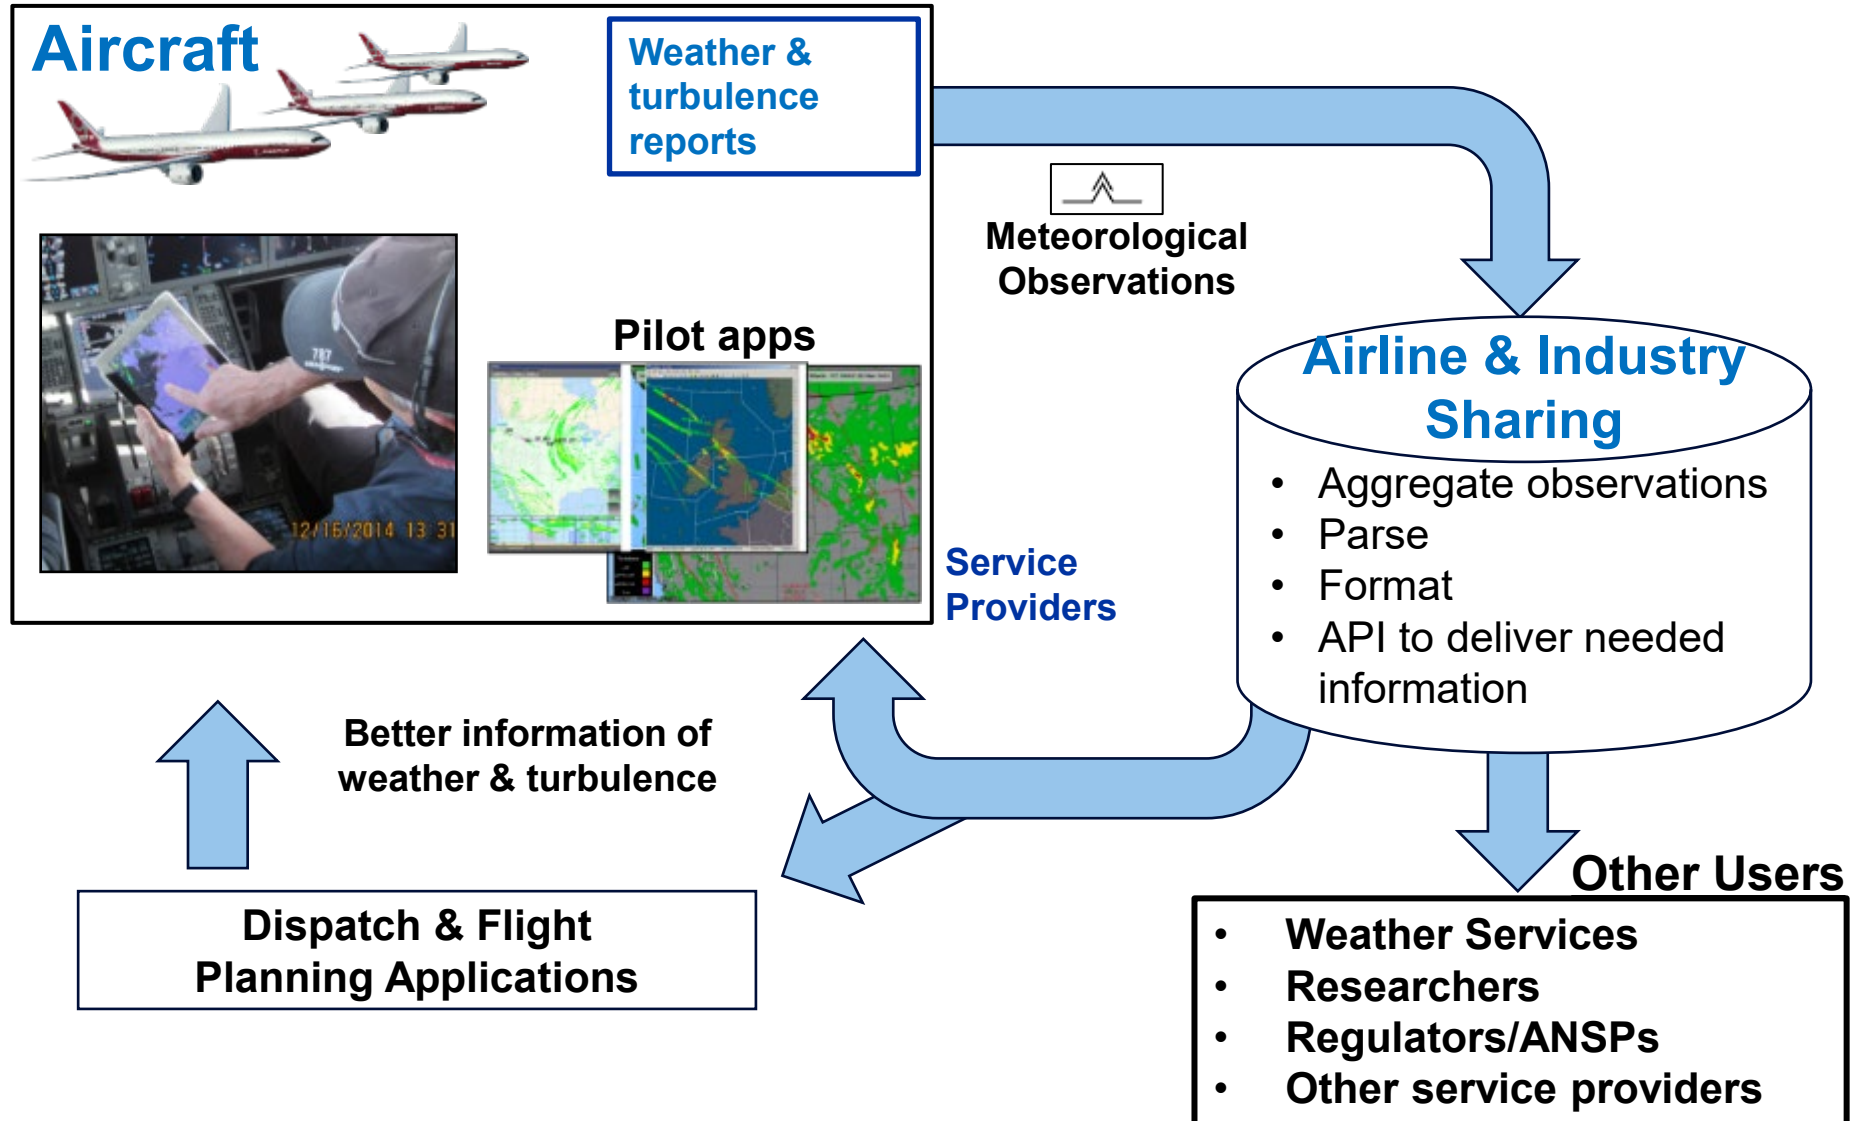 Aircraft
Weather &
turbulence
reports
Meteorological
Observations
Pilot apps
787
12/16/2014 13 31
Service
Providers
Airline & Industry
Sharing
• Aggregate observations
• Parse
• Format
• API to deliver needed
information
Better information of
weather & turbulence
Dispatch & Flight
Planning Applications
Other Users
• Weather Services
• Researchers
• Regulators/ANSPs
• Other service providers